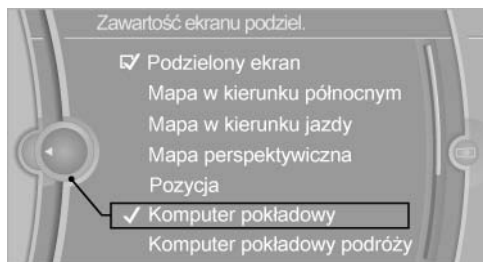 Zawartość ekranu podziel.
Podzielony ekran
Mapa w kierunku północnym
Mapa w kierunku jazdy
Mapa perspektywiczna
Pozycja
Komputer pokładowy
Komputer pokładowy podróży